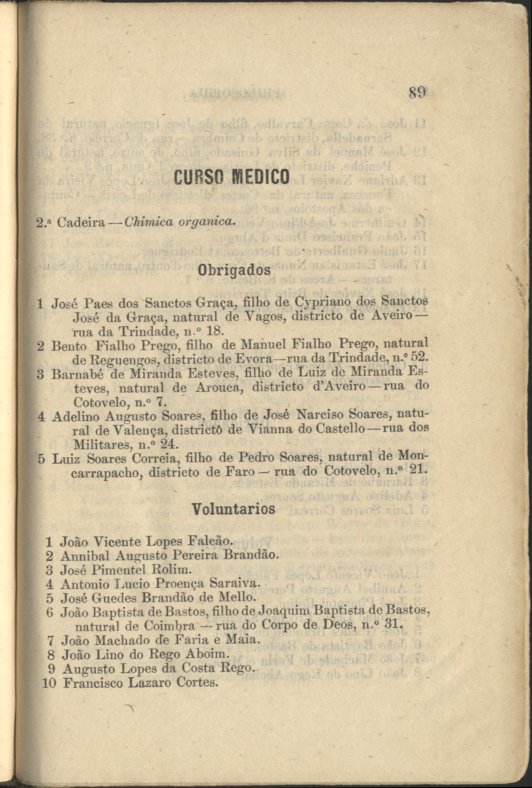 89
CURSO MEDICO
2.ª Cadeira — Chimica organica.
Obrigados
1 José Paes dos Sanctos Graça, filho de Cypriano dos Sanctos
José da Graça, natural de Vagos, districto de Aveiro —
rua da Trindade, n.º 18.
2 Bento Fialho Prego, filho de Manuel Fialho Prego, natural
de Reguengos, districto de Evora — rua da Trindade, n.º 52.
3 Barnabé de Miranda Esteves, filho de Luiz de Miranda Es-
teves, natural de Arouca, districto d'Aveiro — rua do
Cotovelo, n.º 7.
4 Adelino Augusto Soares, filho de José Narciso Soares, natu-
ral de Valença, districto de Vianna do Castello — rua dos
Militares, n.º 24.
5 Luiz Soares Correia, filho de Pedro Soares, natural de Mon-
carrapacho, districto de Faro — rua do Cotovelo, n.º 21.
Voluntarios
1 João Vicente Lopes Falcão.
2 Annibal Augusto Pereira Brandão.
3 José Pimentel Rolim.
4 Antonio Lucio Proença Saraiva.
5 José Guedes Brandão de Mello.
6 João Baptista de Bastos, filho de Joaquim Baptista de Bastos,
natural de Coimbra — rua do Corpo de Deos, n.º 31.
7 João Machado de Faria e Maia.
8 João Lino do Rego Aboim.
9 Augusto Lopes da Costa Rego.
10 Francisco Lazaro Cortes.